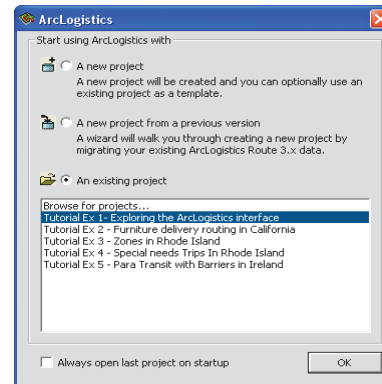 ArcLogistics
Start using ArcLogistics with
A new project
A new project will be created and you can optionally use an
existing project as a template.
A new project from a previous version
A wizard will walk you through creating a new project by
migrating your existing ArcLogistics Route 3.x data.
An existing project
Browse for projects...
Tutorial Ex 1- Exploring the ArcLogistics interface
Tutorial Ex 2 - Furniture delivery routing in California
Tutorial Ex 3 - Zones in Rhode Island
Tutorial Ex 4 - Special needs Trips In Rhode Island
Tutorial Ex 5 - Para Transit with Barriers in Ireland
Always open last project on startup
OK